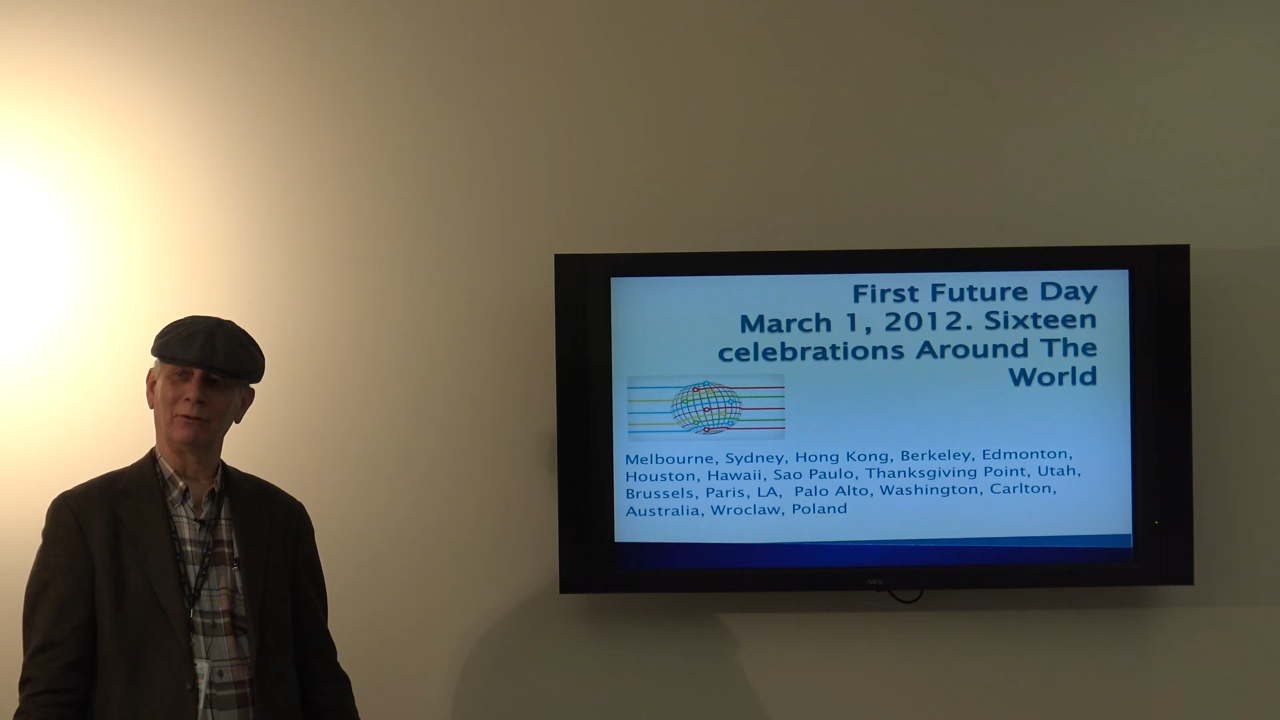 First Future Day
March 1, 2012. Sixteen
celebrations Around The
World
Melbourne, Sydney, Hong Kong, Berkeley, Edmonton,
Houston, Hawaii, Sao Paulo, Thanksgiving Point, Utah,
Brussels, Paris, LA, Palo Alto, Washington, Carlton,
Australia, Wroclaw, Poland
NEC